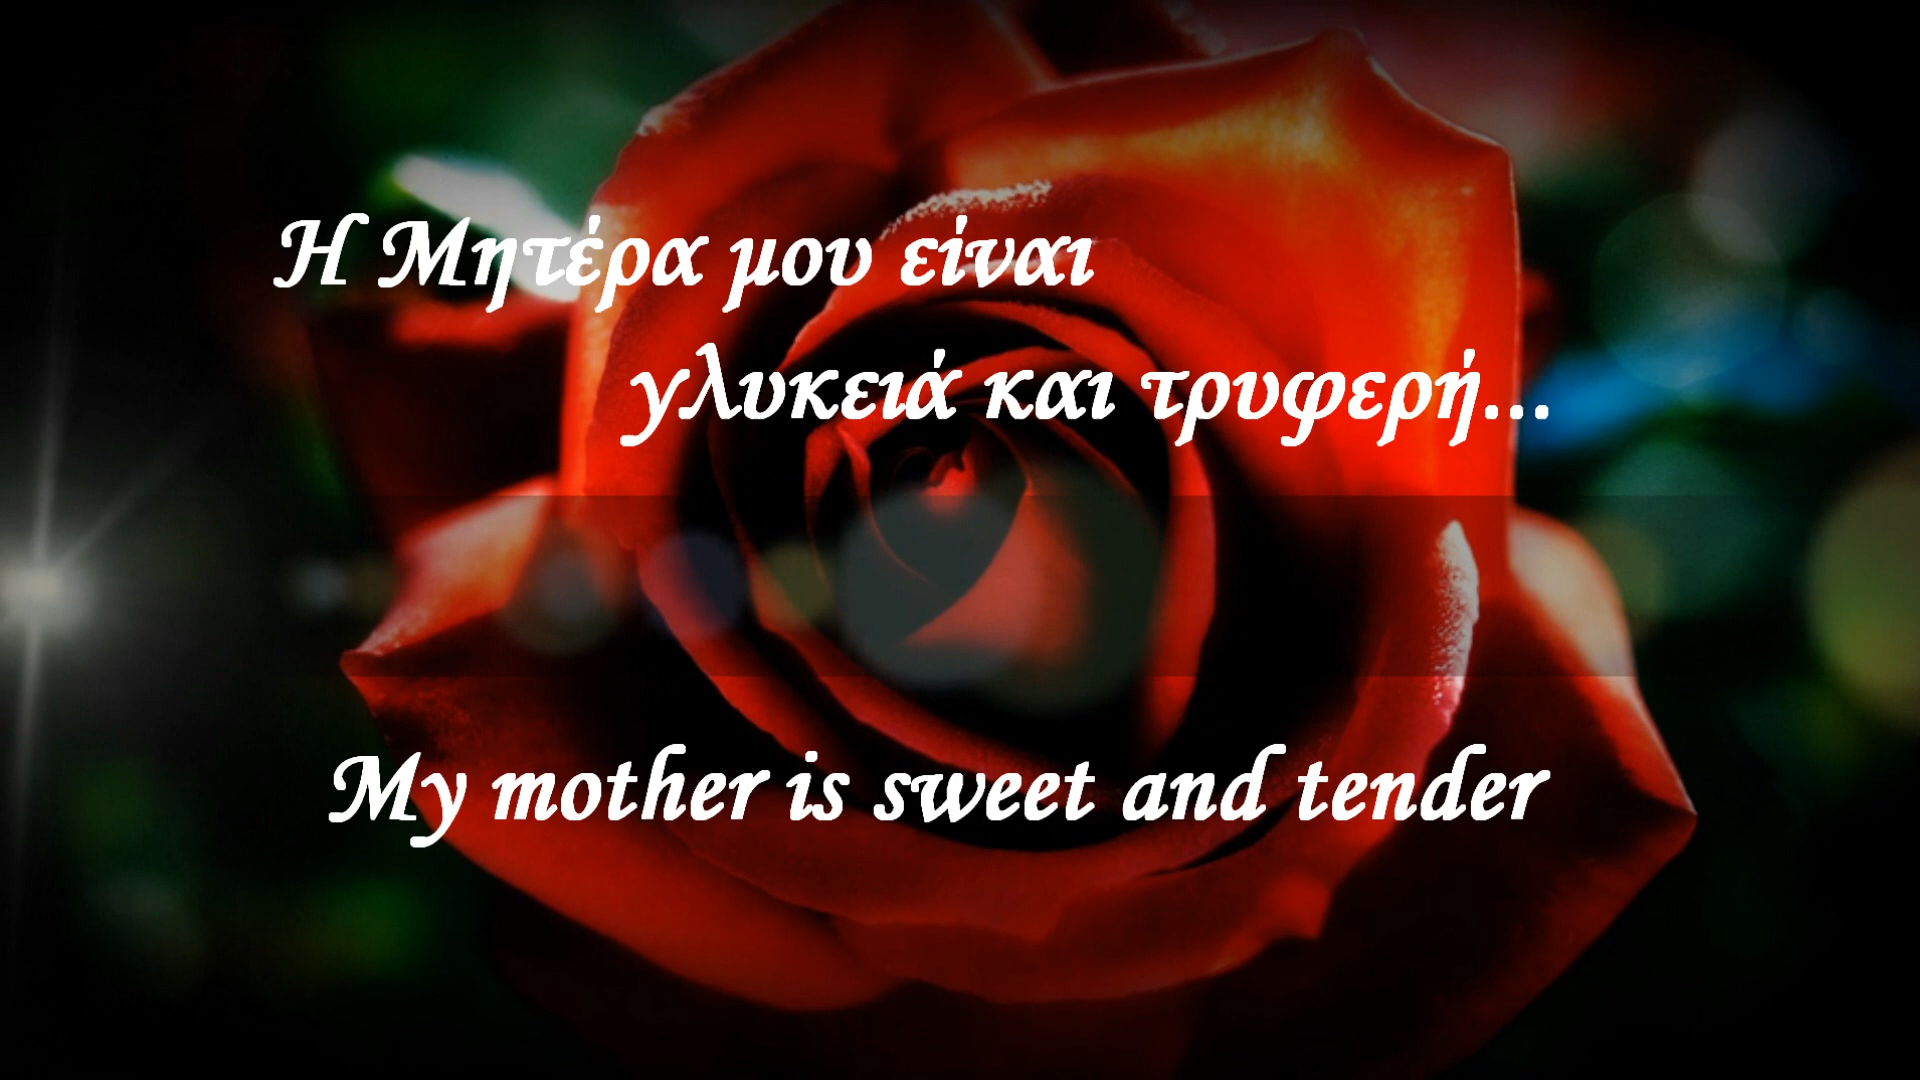 Η Μητέρα μου είναι
γλυκειά και τρυφερή...
My mother is sweet and tender